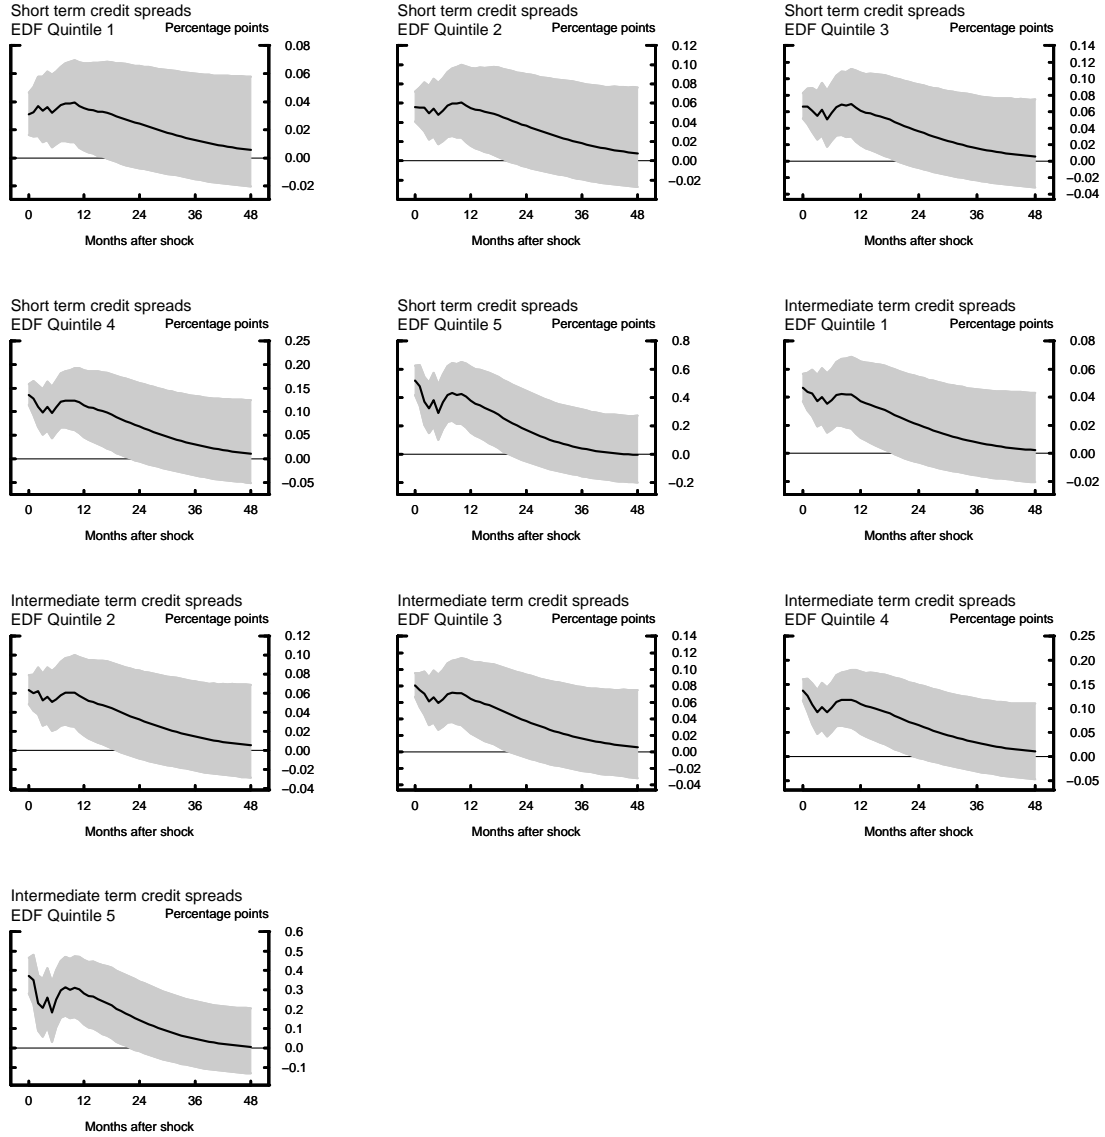 Short term credit spreads
EDF Quintile 1 Percentage points
0.08
0.06
0.04
0.02
0.00
−0.02
0 12 24 36 48
Months after shock
Short term credit spreads
EDF Quintile 2 Percentage points
0.12
0.10
0.08
0.06
0.04
0.02
0.00
−0.02
0 12 24 36 48
Months after shock
Short term credit spreads
EDF Quintile 3 Percentage points
0.14
0.12
0.10
0.08
0.06
0.04
0.02
0.00
−0.02
−0.04
0 12 24 36 48
Months after shock
Short term credit spreads
EDF Quintile 4 Percentage points
0.25
0.20
0.15
0.10
0.05
0.00
−0.05
0 12 24 36 48
Months after shock
Short term credit spreads
EDF Quintile 5 Percentage points
0.8
0.6
0.4
0.2
0.0
−0.2
0 12 24 36 48
Months after shock
Intermediate term credit spreads
EDF Quintile 1 Percentage points
0.08
0.06
0.04
0.02
0.00
−0.02
0 12 24 36 48
Months after shock
Intermediate term credit spreads
EDF Quintile 2 Percentage points
0.12
0.10
0.08
0.06
0.04
0.02
0.00
−0.02
−0.04
0 12 24 36 48
Months after shock
Intermediate term credit spreads
EDF Quintile 3 Percentage points
0.14
0.12
0.10
0.08
0.06
0.04
0.02
0.00
−0.02
−0.04
0 12 24 36 48
Months after shock
Intermediate term credit spreads
EDF Quintile 4 Percentage points
0.25
0.20
0.15
0.10
0.05
0.00
−0.05
0 12 24 36 48
Months after shock
Intermediate term credit spreads
EDF Quintile 5 Percentage points
0.6
0.5
0.4
0.3
0.2
0.1
0.0
−0.1
0 12 24 36 48
Months after shock